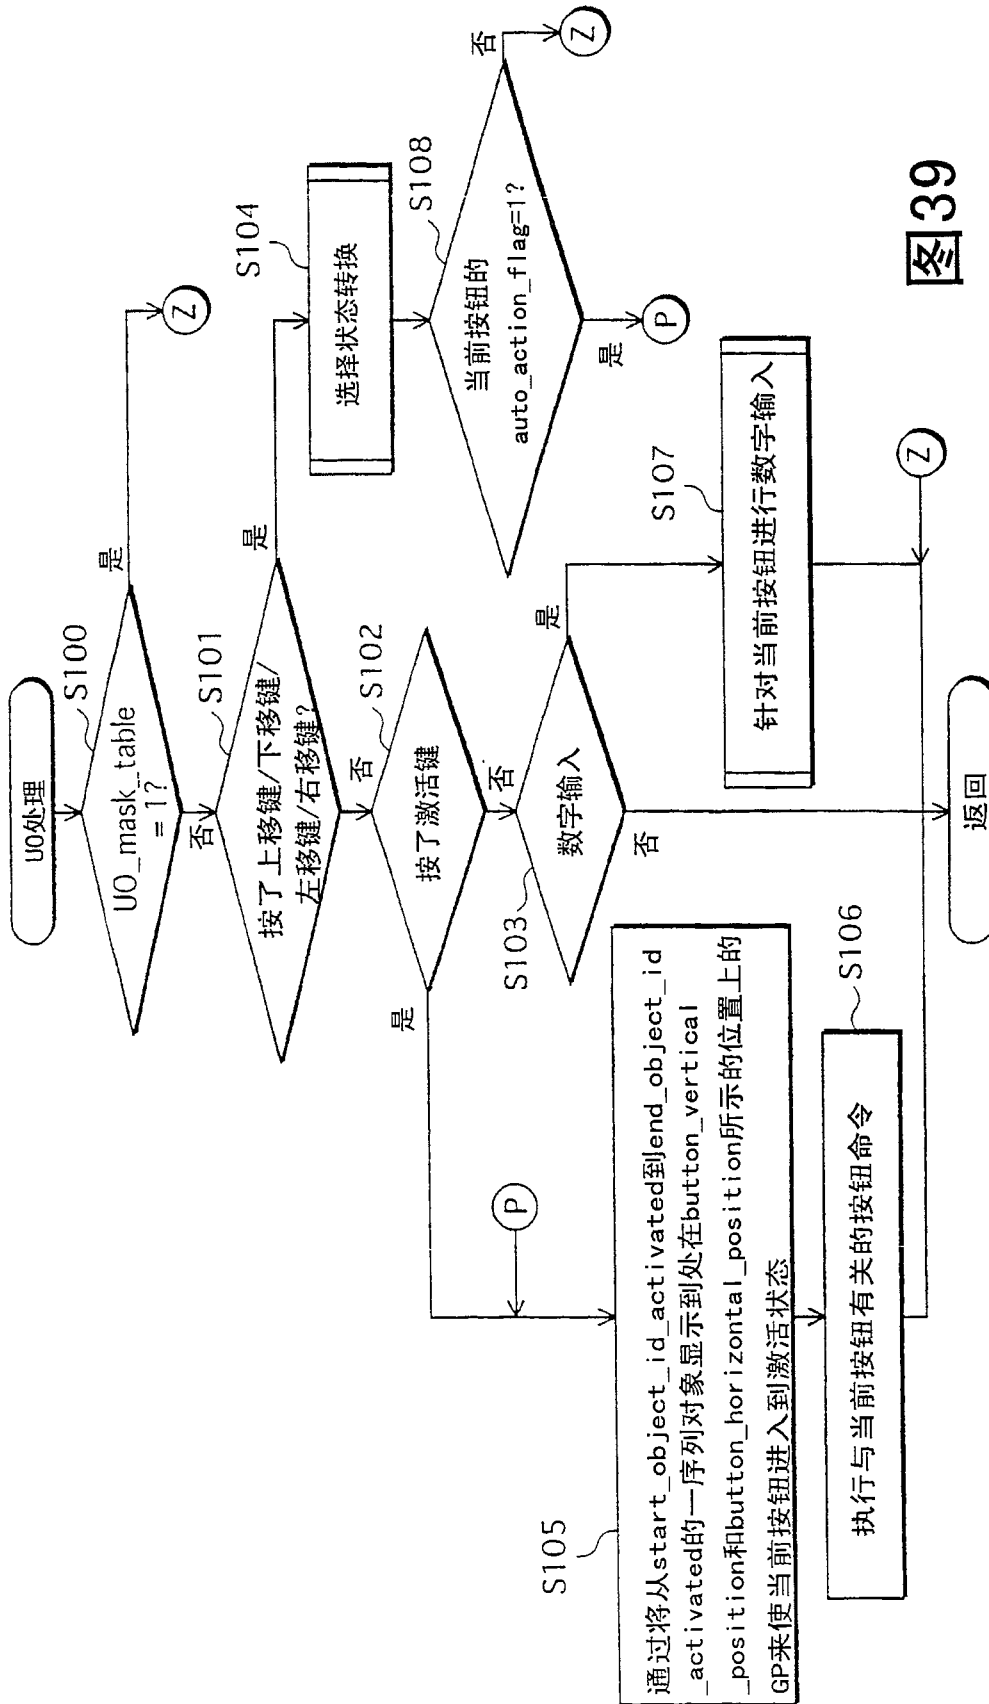 UO处理
S100
UO_mask_table
= 1?
是
Z
否
S101
按了上移键/下移键/
左移键/右移键?
是
S104
选择状态转换
S108
当前按钮的
auto_action_flag=1?
否
Z
是
P
否
S102
按了激活键
是
否
S103
数字输入
是
S107
针对当前按钮进行数字输入
否
P
S105
通过将从start_object_id_activated到end_object_id
_activated的一序列对象显示到处在button_vertical
_position和button_horizontal_position所示的位置上的
GP来使当前按钮进入到激活状态
S106
执行与当前按钮有关的按钮命令
Z
返回
图39